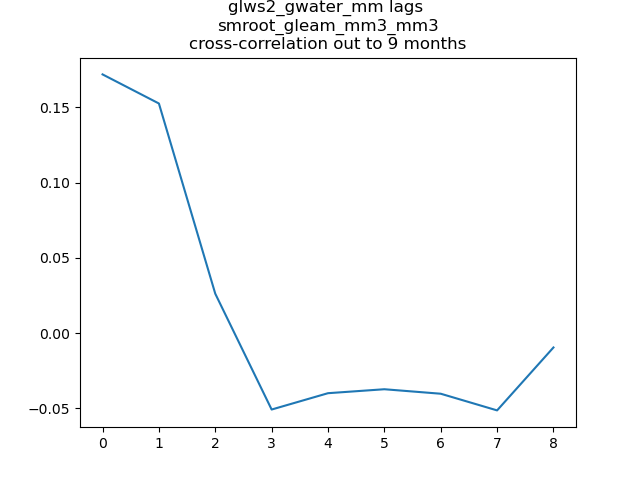 glws2_gwater_mm lags
smroot_gleam_mm3_mm3
cross-correlation out to 9 months
0.15
0.10
0.05
0.00
−0.05
0 1 2 3 4 5 6 7 8